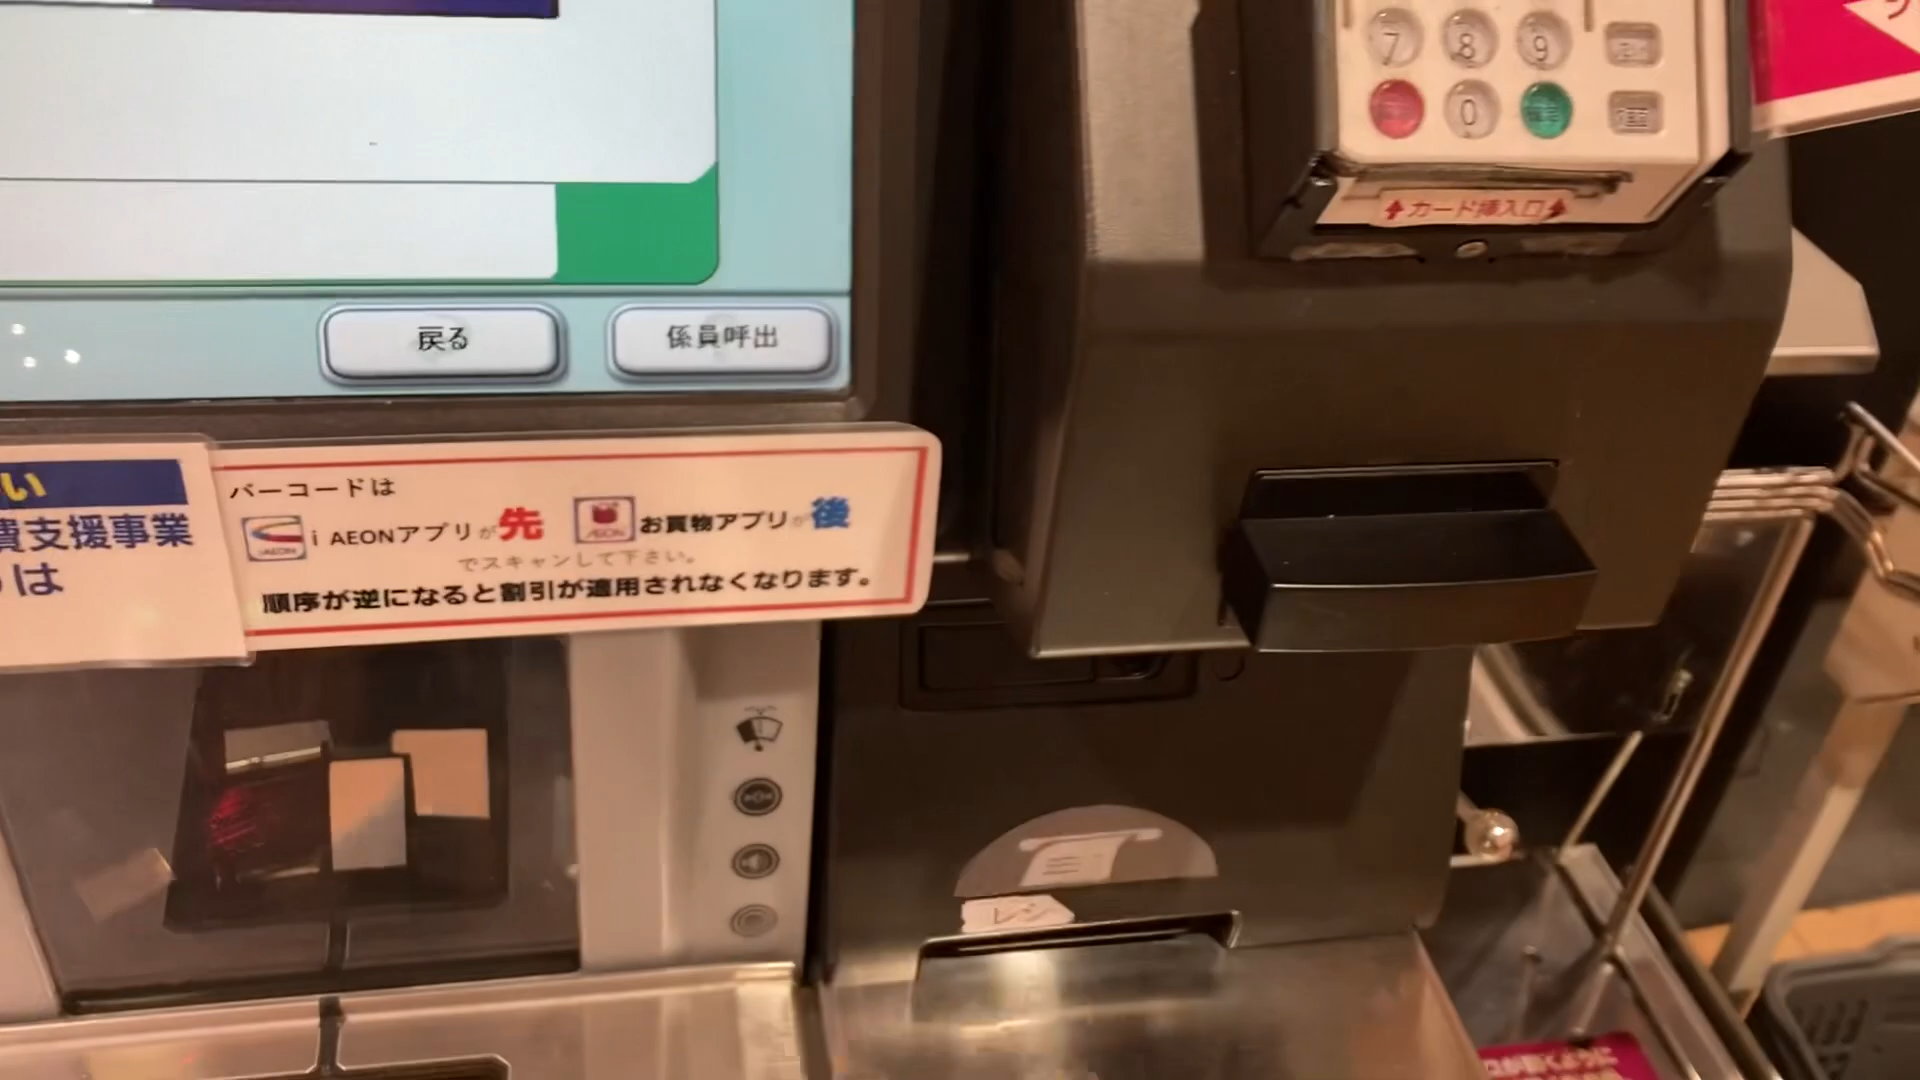 7 8 9
0
カード挿入口
戻る
係員呼出
い
費支援事業
は
バーコードは
i AEONアプリが先 AEON お買物アプリが後
でスキャンして下さい。
順序が逆になると割引が適用されなくなります。
レシ